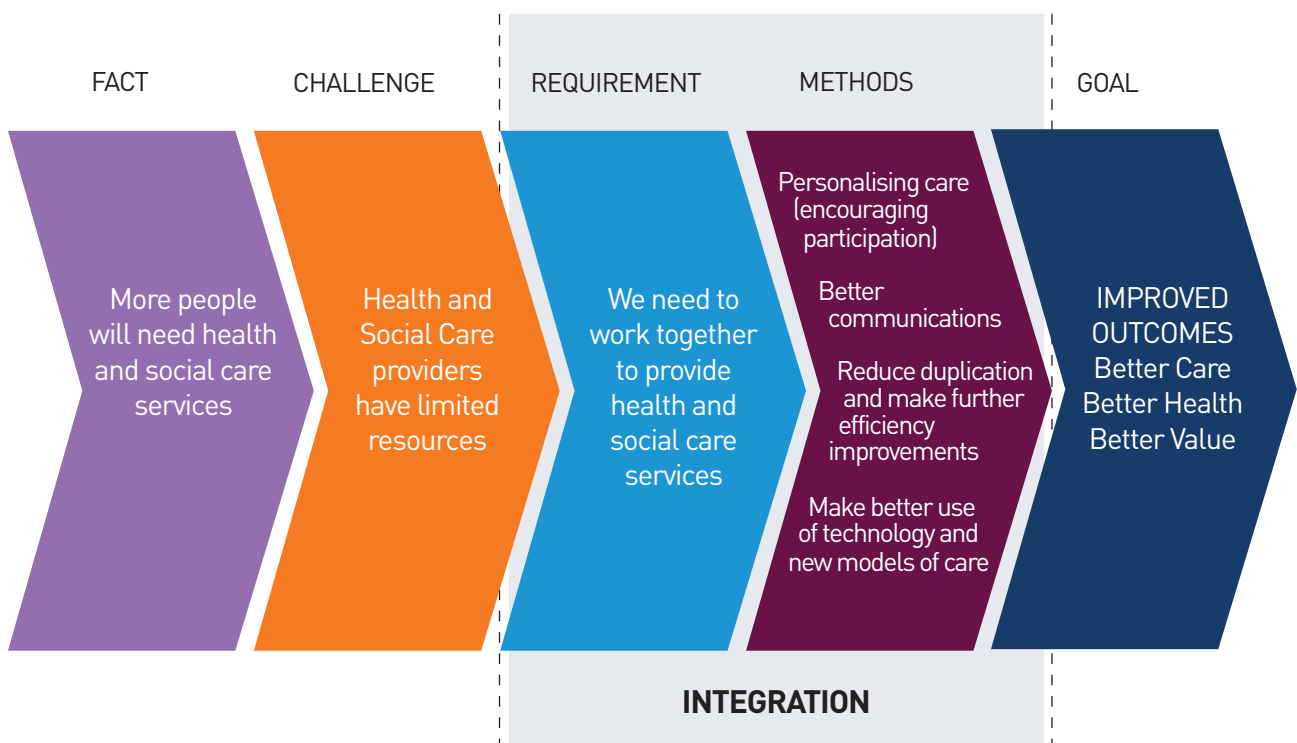 FACT
CHALLENGE
REQUIREMENT
METHODS
GOAL
More people
will need health
and social care
services
Health and
Social Care
providers
have limited
resources
We need to
work together
to provide
health and
social care
services
Personalising care
(encouraging
participation)
Better
communications
Reduce duplication
and make further
efficiency
improvements
Make better use
of technology and
new models of care
IMPROVED
OUTCOMES
Better Care
Better Health
Better Value
INTEGRATION